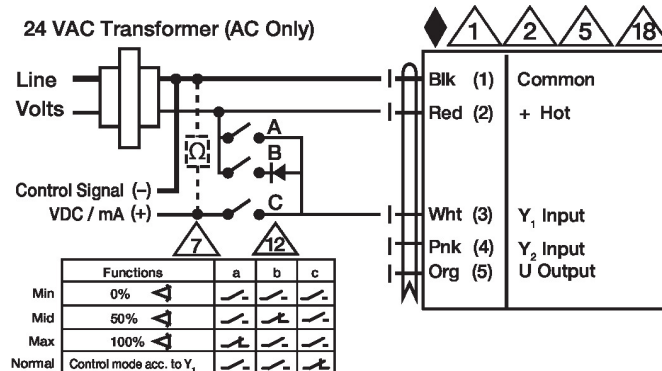 24 VAC Transformer (AC Only)
1 2 5 18
Line
Volts
Blk (1) Common
Red (2) + Hot
A
B
Ω
Control Signal (–)
VDC / mA (+)
C
Wht (3) Y₁ Input
Pnk (4) Y₂ Input
Org (5) U Output
7
12
Functions a b c
Min 0%
Mid 50%
Max 100%
Normal Control mode acc. to Y₁